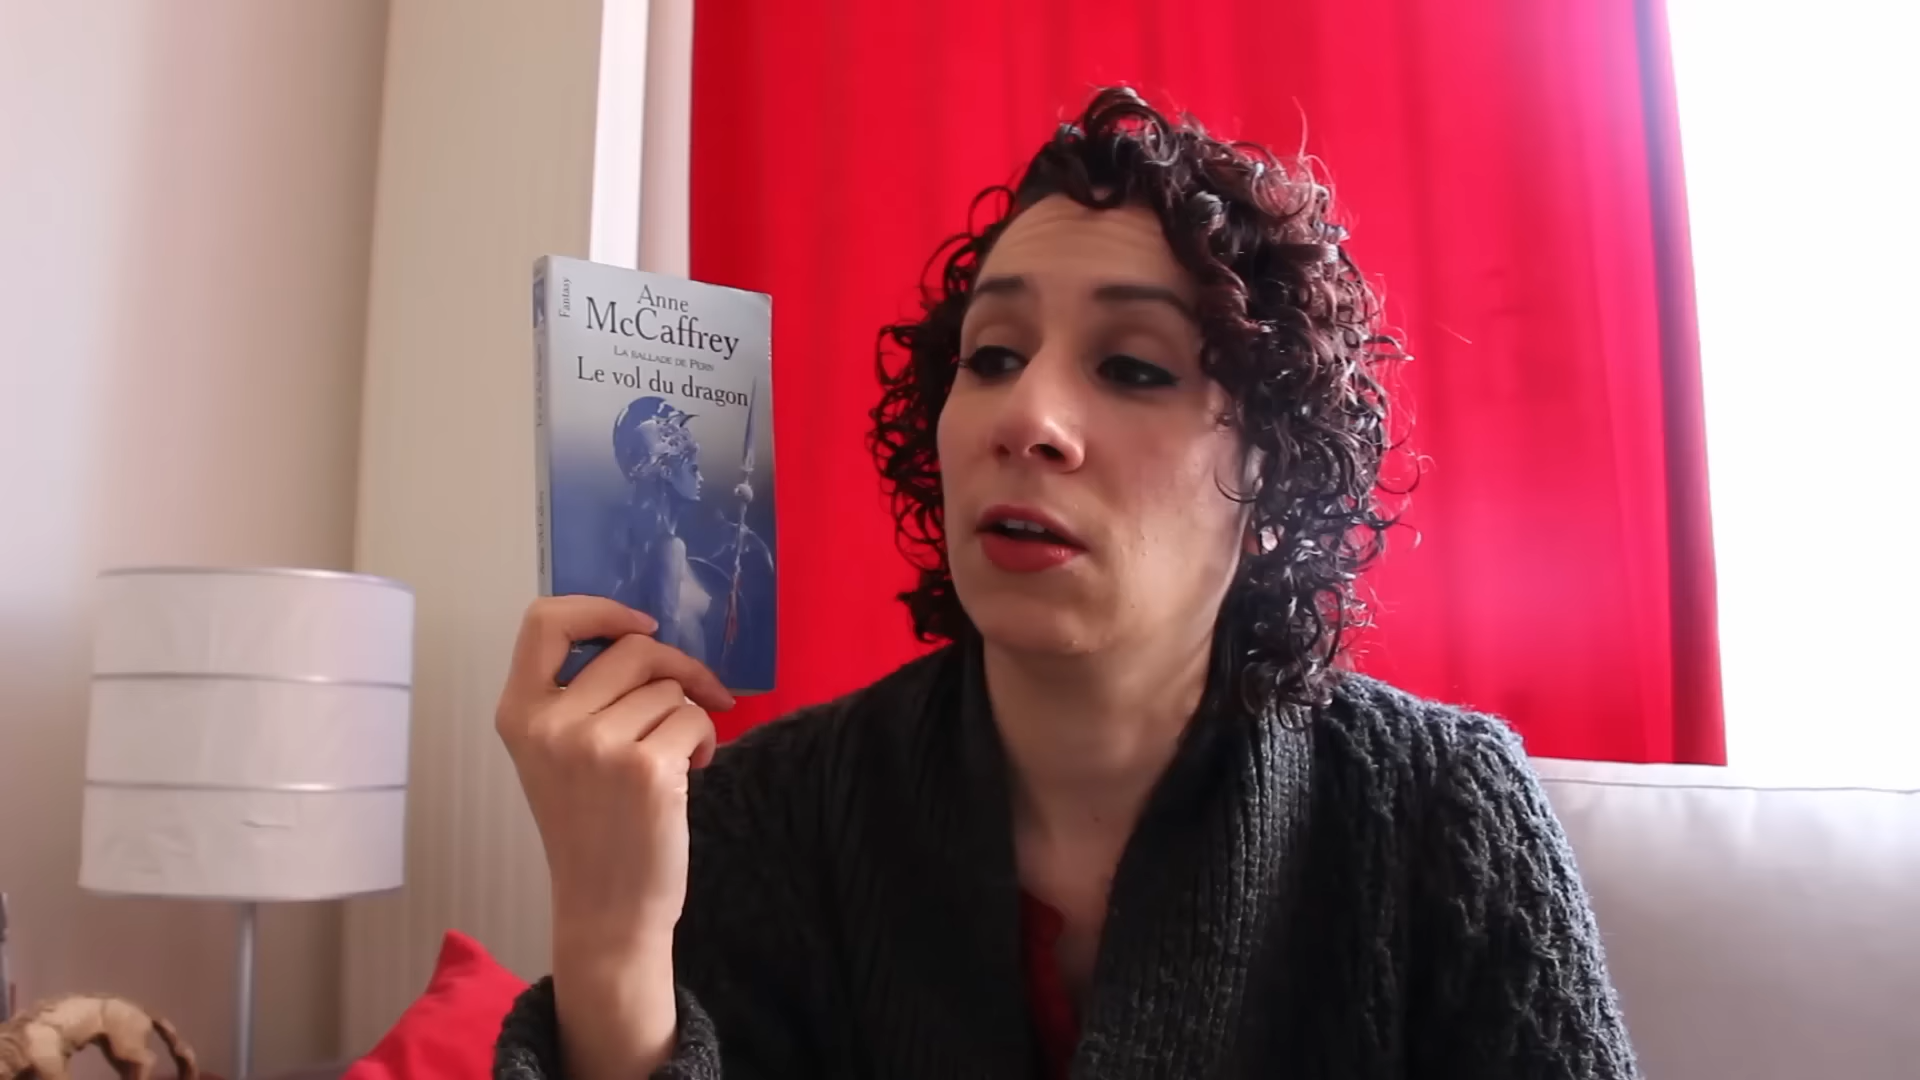 Fantasy
Anne
McCaffrey
LA BALLADE DE PERN
Le vol du dragon